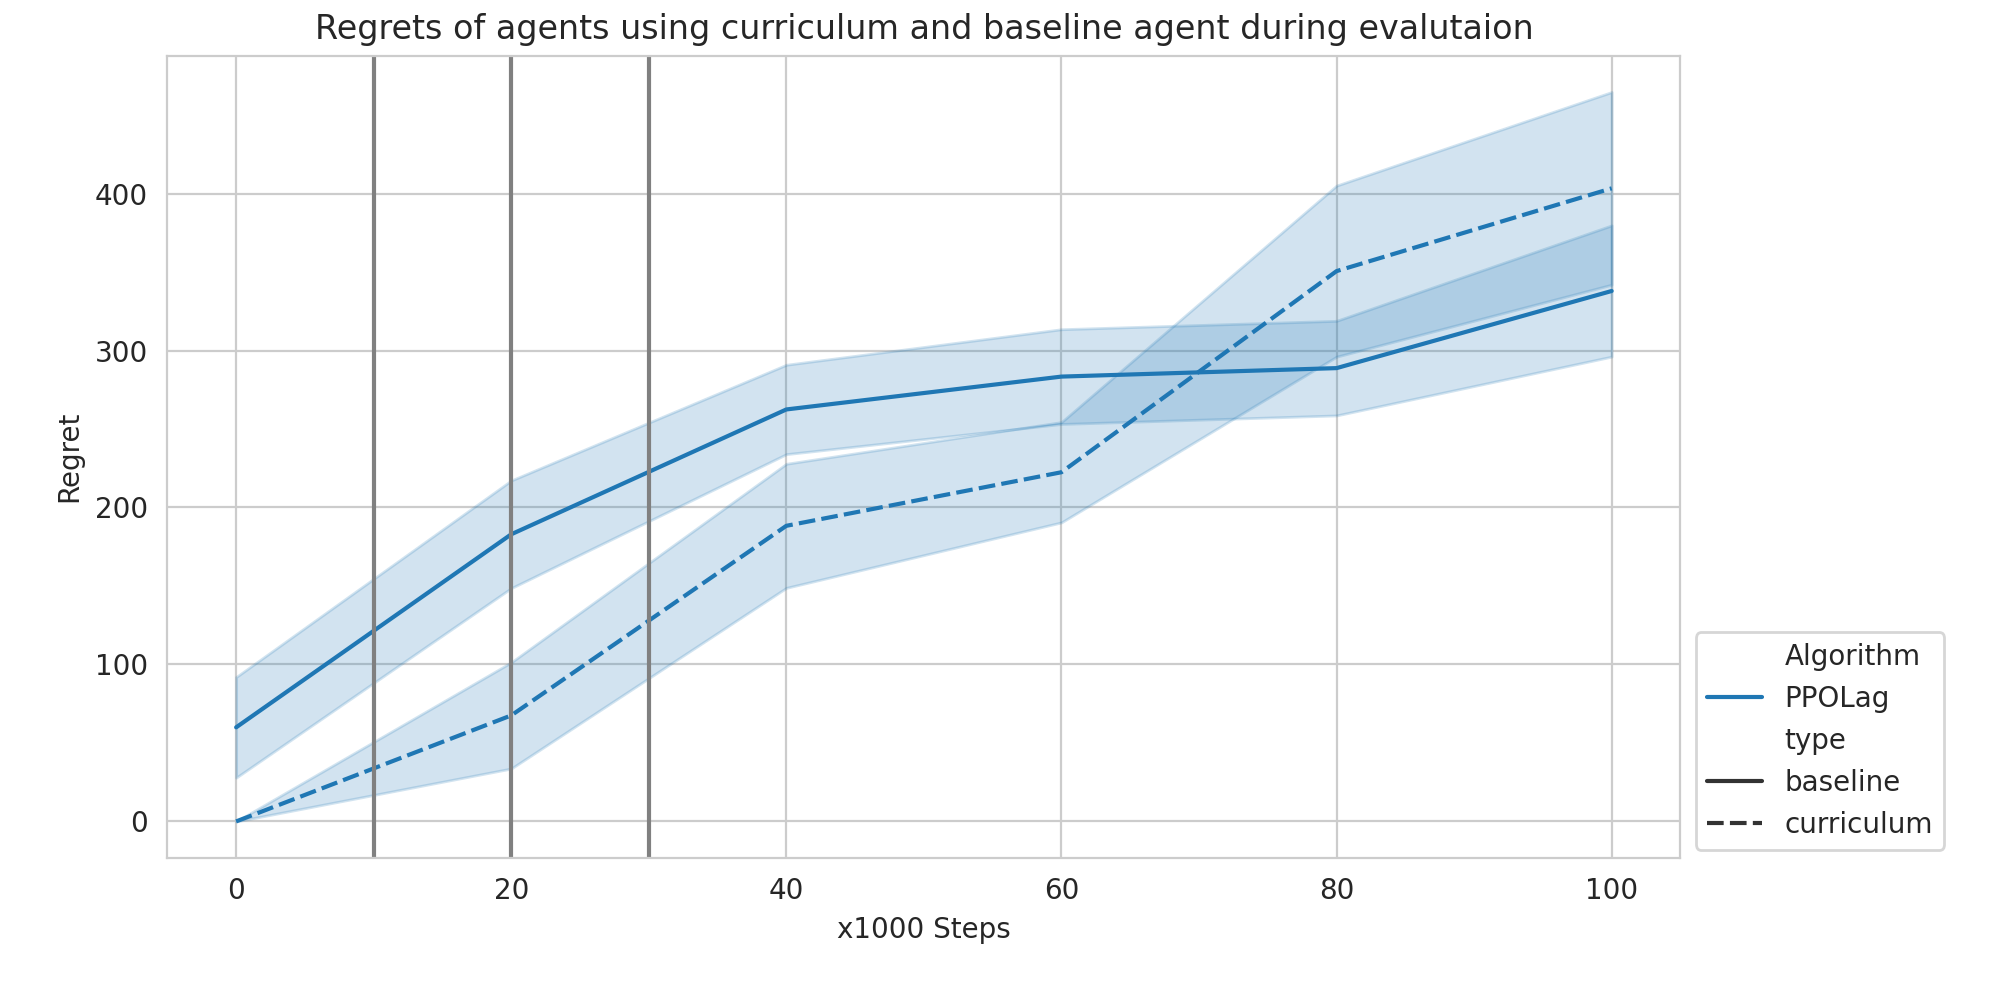 Regrets of agents using curriculum and baseline agent during evalutaion
400
300
200
100
0
Regret
0 20 40 60 80 100
x1000 Steps
Algorithm
PPOLag
type
baseline
curriculum